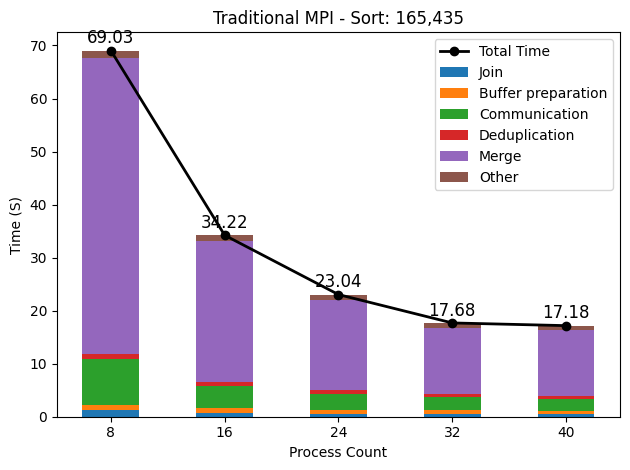 Traditional MPI - Sort: 165,435
Time (S)
70
60
50
40
30
20
10
0
69.03
34.22
23.04
17.68
17.18
Total Time
Join
Buffer preparation
Communication
Deduplication
Merge
Other
8
16
24
32
40
Process Count